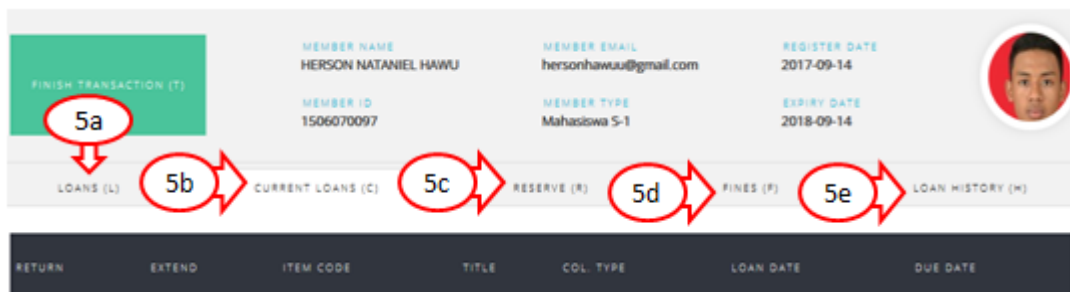 FINISH TRANSACTION (T)
MEMBER NAME
HERSON NATANIEL HAWU
MEMBER EMAIL
hersonhawuu@gmail.com
REGISTER DATE
2017-09-14
MEMBER ID
1506070097
MEMBER TYPE
Mahasiswa S-1
EXPIRY DATE
2018-09-14
5a
LOANS (L)
5b
CURRENT LOANS (C)
5c
RESERVE (R)
5d
FINES (F)
5e
LOAN HISTORY (H)
RETURN EXTEND ITEM CODE TITLE COL. TYPE LOAN DATE DUE DATE